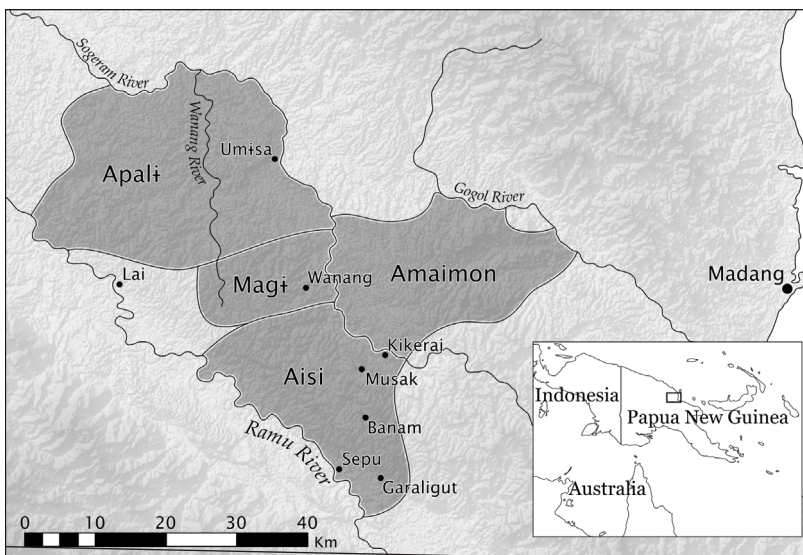 Sogeram River
Wanang River
Umɨsa
Apalɨ
Gogol River
Lai
Magɨ
Wanang
Amaimon
Madang
Kikerai
Aisi
Musak
Banam
Ramu River
Sepu
Garaligut
Indonesia
Papua New Guinea
Australia
0 10 20 30 40
Km